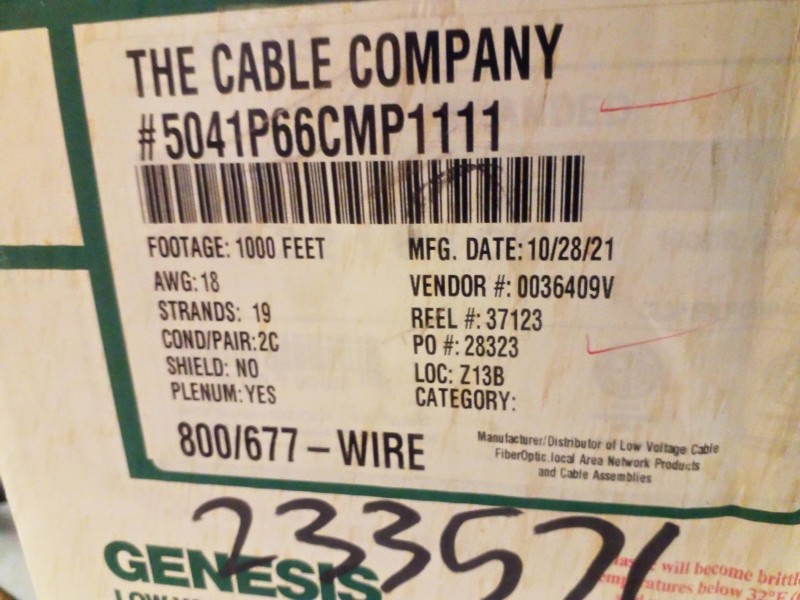 THE CABLE COMPANY
#5041P66CMP1111
FOOTAGE: 1000 FEET
MFG. DATE: 10/28/21
AWG: 18
VENDOR #: 0036409V
STRANDS: 19
REEL #: 37123
COND/PAIR: 2C
PO #: 28323
SHIELD: NO
LOC: Z13B
PLENUM: YES
CATEGORY:
800/677 – WIRE
Manufacturer/Distributor of Low Voltage Cable
FiberOptic local Area Network Products
and Cable Assemblies
GENESIS
will become brittle
below 32°F